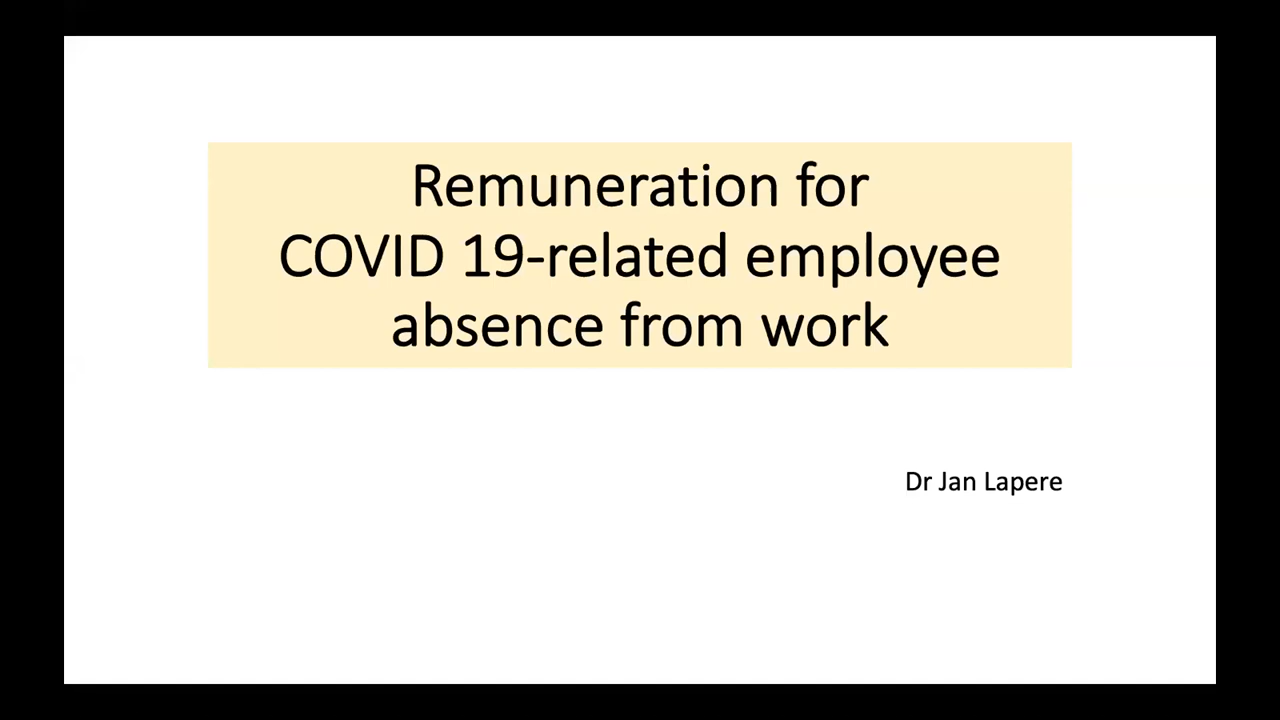 Remuneration for
COVID 19-related employee
absence from work
Dr Jan Lapere